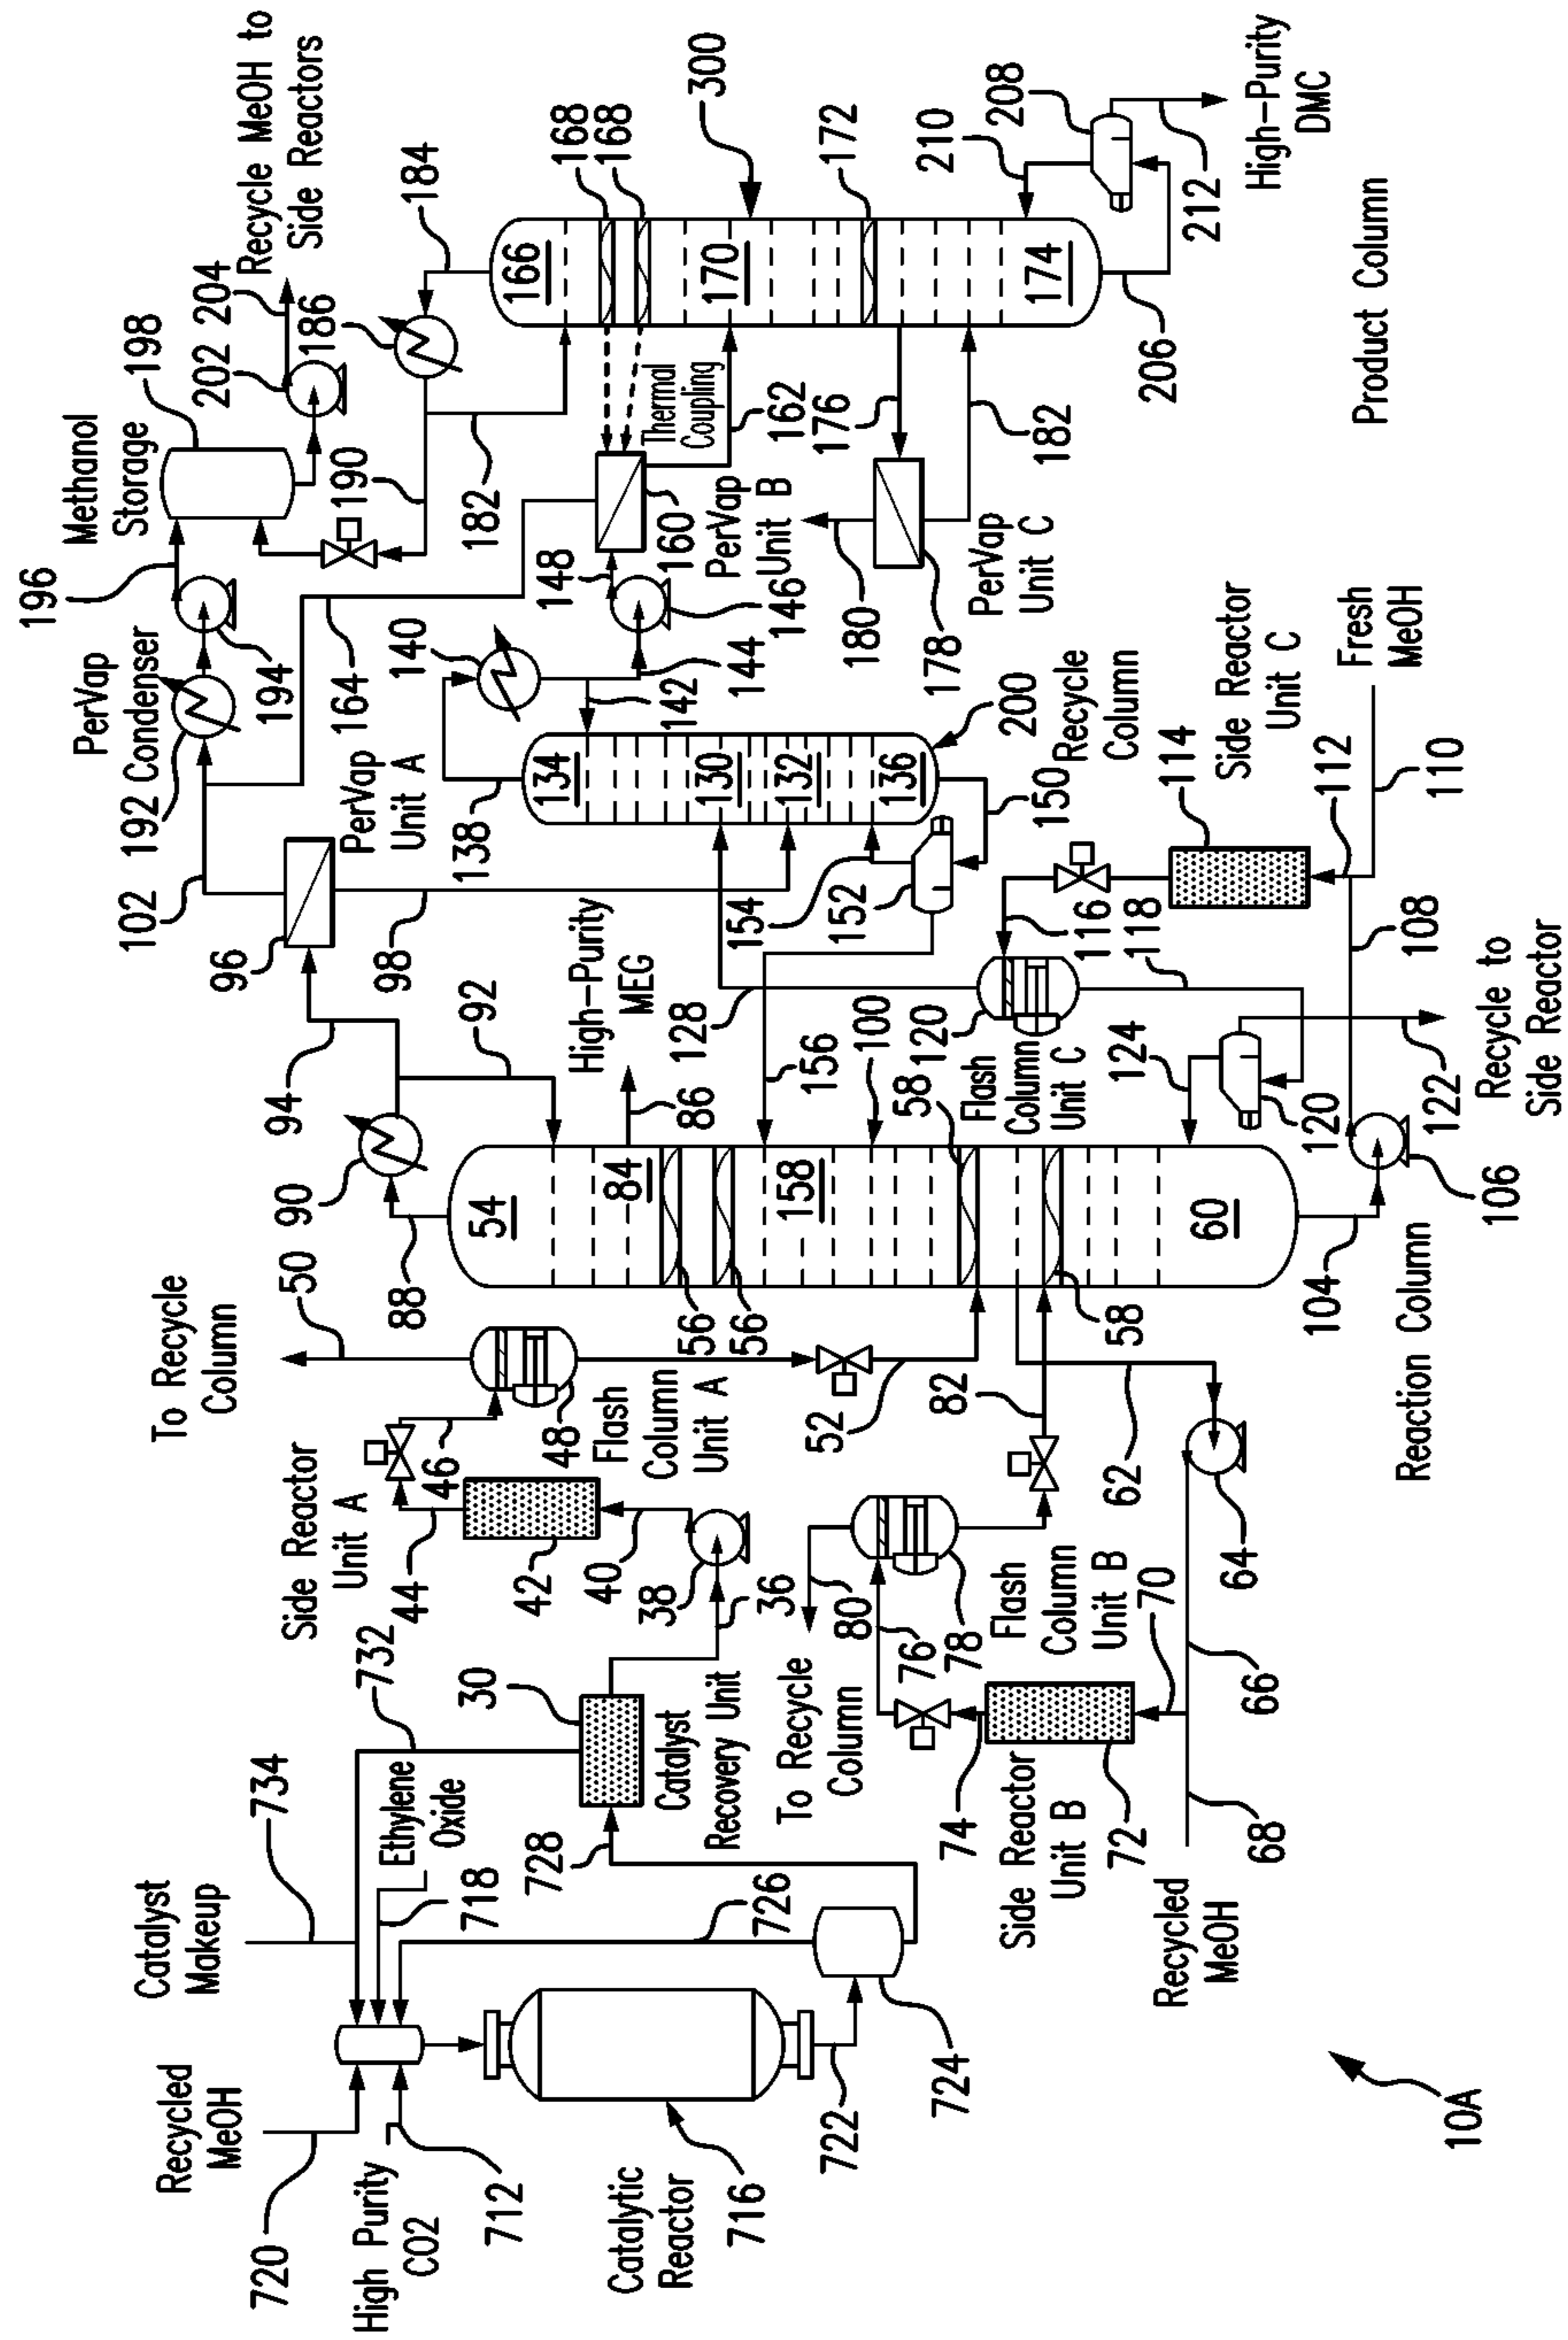 Recycled
MeOH
720
High Purity
CO2
712
Catalyst
Makeup
734
Ethylene
Oxide
718
732
Catalytic
Reactor
716
722
724
726
728
30
Catalyst
Recovery Unit
36
38
40
42
44
Side Reactor
Unit A
46
48
Flash
Column
Unit A
To Recycle
Column
50
52
Recycled
MeOH
68
66
70
72
Side Reactor
Unit B
74
76
78
Flash
Column
Unit B
80
To Recycle
Column
82
62
64
54
84
56
56
158
58
58
60
100
Reaction Column
88
90
92
94
86
High-Purity
MEG
96
98
102
PerVap
Unit A
104
106
108
Recycle to
Side Reactor
122
120
124
118
116
Flash
Column
Unit C
120
128
156
Side Reactor
Unit C
114
112
110
Fresh
MeOH
134
130
132
136
200
Recycle
Column
138
140
142
144
146
148
150
152
154
PerVap
Condenser
192
194
196
Methanol
Storage
198
202
204
Recycle MeOH to
Side Reactors
164
160
PerVap
Unit B
Thermal
Coupling
162
190
182
186
184
166
168
168
170
172
174
300
176
178
180
PerVap
Unit C
182
206
208
210
212
High-Purity
DMC
Product Column
10A